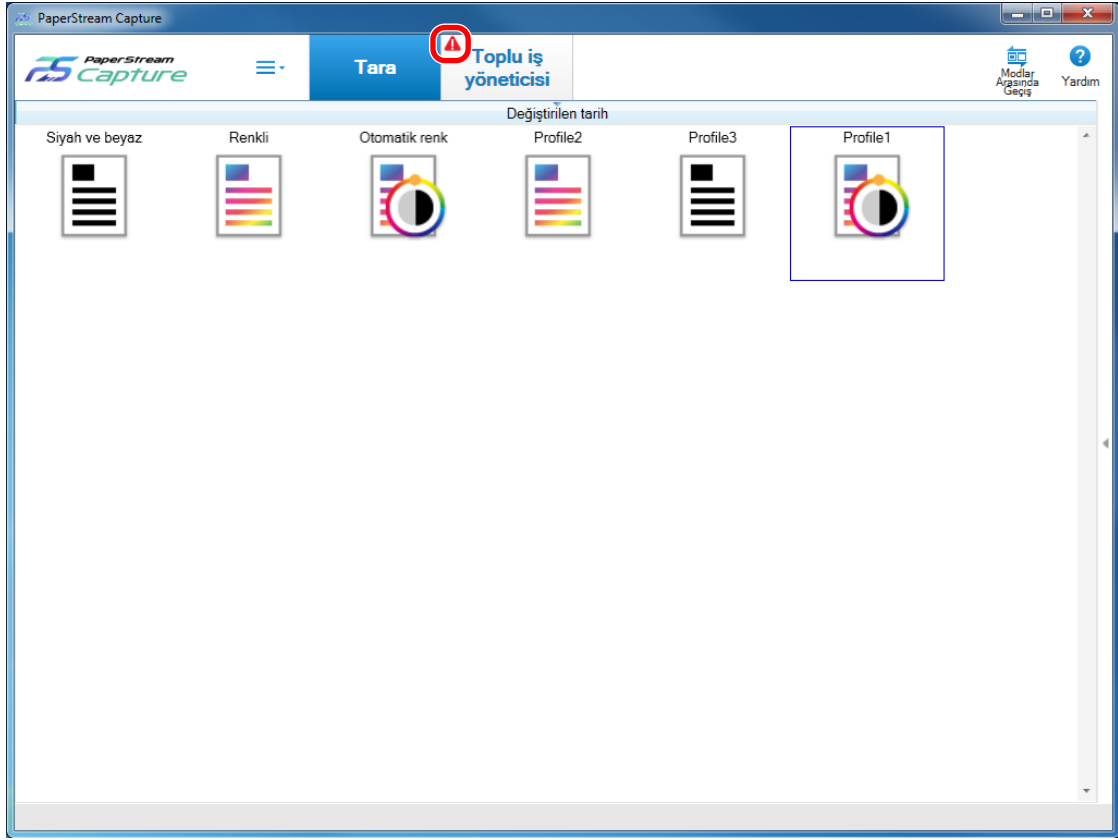 PaperStream Capture
PaperStream
Capture
Tara
Toplu iş
yöneticisi
Modlar
Arasında
Geçiş
Yardım
Değiştirilen tarih
Siyah ve beyaz
Renkli
Otomatik renk
Profile2
Profile3
Profile1